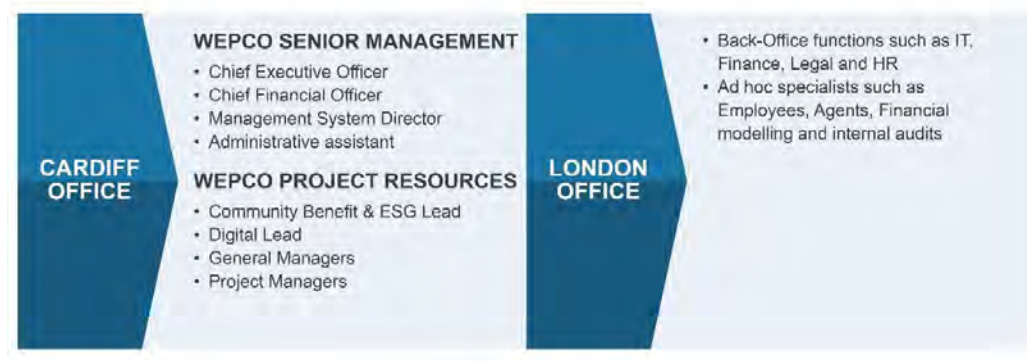 CARDIFF
OFFICE
WEPCO SENIOR MANAGEMENT
• Chief Executive Officer
• Chief Financial Officer
• Management System Director
• Administrative assistant
WEPCO PROJECT RESOURCES
• Community Benefit & ESG Lead
• Digital Lead
• General Managers
• Project Managers
LONDON
OFFICE
• Back-Office functions such as IT,
Finance, Legal and HR
• Ad hoc specialists such as
Employees, Agents, Financial
modelling and internal audits